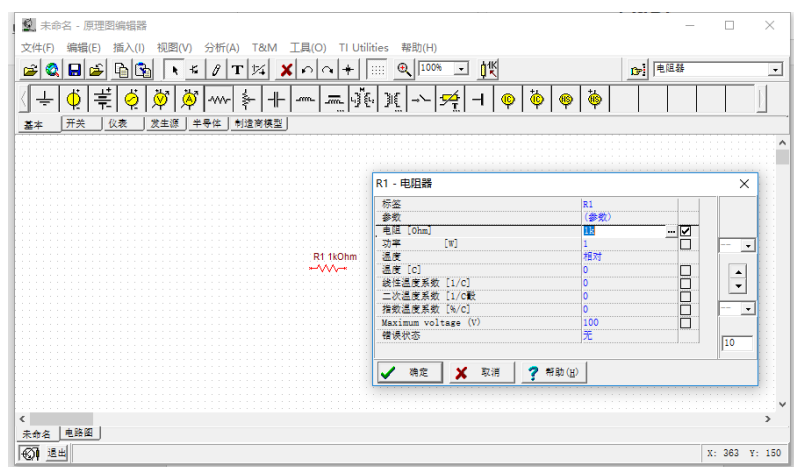 未命名 - 原理图编辑器
文件(F) 编辑(E) 插入(I) 视图(V) 分析(A) T&M 工具(O) TI Utilities 帮助(H)
T 100% 1K 电阻器
V A IC IC HS HS
基本 开关 仪表 发生源 半导体 制造商模型
R1 1kOhm
R1 - 电阻器
标签 R1
参数 (参数)
电阻 [Ohm] 1k ...
功率 [W] 1
温度 相对
温度 [C] 0
线性温度系数 [1/C] 0
二次温度系数 [1/C 0
指数温度系数 [%/C] 0
Maximum voltage (V) 100
错误状态 无
--
--
10
确定 取消 帮助(H)
未命名 电路图
退出 X: 363 Y: 150